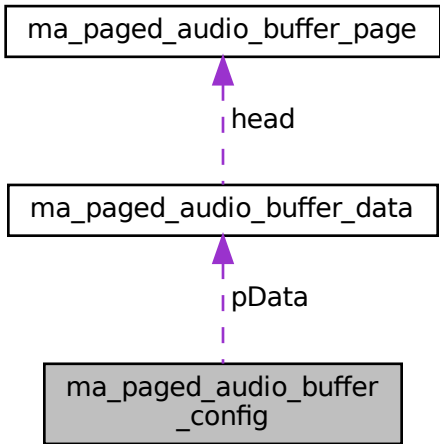 ma_paged_audio_buffer_page
head
ma_paged_audio_buffer_data
pData
ma_paged_audio_buffer
_config